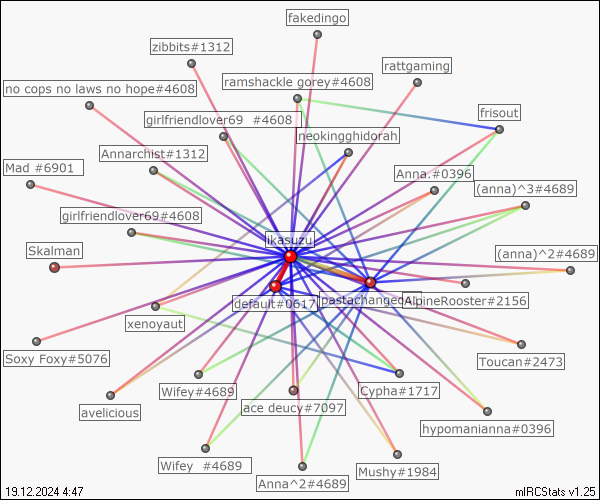 fakedingo
zibbits#1312
rattgaming
ramshackle gorey#4608
no cops no laws no hope#4608
frisout
girlfriendlover69 #4608
neokingghidorah
Annarchist#1312
Mad #6901
Anna.#0396
(anna)^3#4689
girlfriendlover69#4608
ikasuzu
Skalman
(anna)^2#4689
default#0617
pastachanged
AlpineRooster#2156
xenoyaut
Soxy Foxy#5076
Toucan#2473
Wifey#4689
Cypha#1717
avelicious
ace deucy#7097
hypomanianna#0396
Wifey #4689
Anna^2#4689
Mushy#1984
19.12.2024 4:47
mIRCStats v1.25